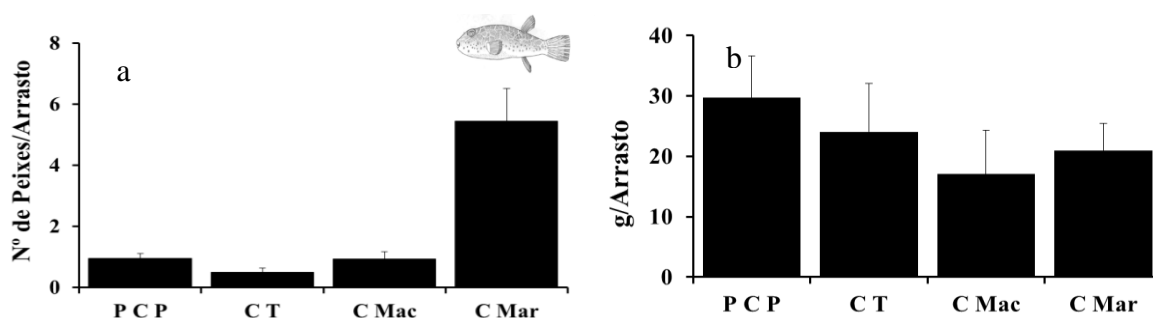 Nº de Peixes/Arrasto
8
6
4
2
0
a
P C P
C T
C Mac
C Mar
g/Arrasto
40
30
20
10
0
b
P C P
C T
C Mac
C Mar